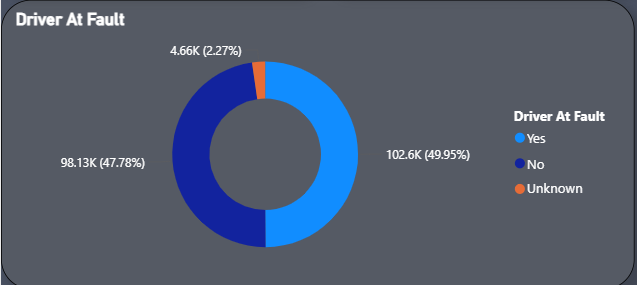 Driver At Fault
4.66K (2.27%)
98.13K (47.78%)
102.6K (49.95%)
Driver At Fault
Yes
No
Unknown